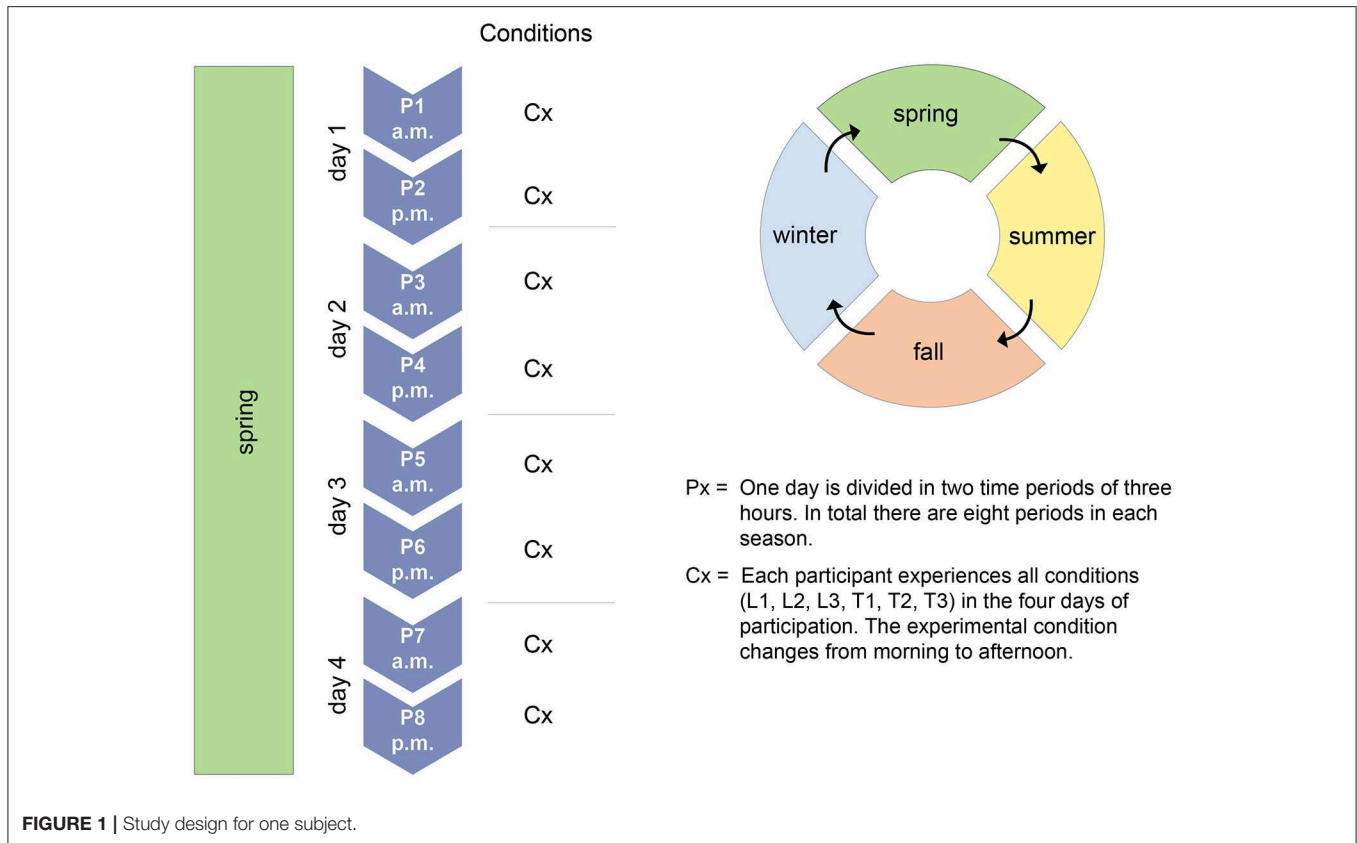 Conditions
spring
day 1
P1
a.m.
Cx
P2
p.m.
Cx
day 2
P3
a.m.
Cx
P4
p.m.
Cx
day 3
P5
a.m.
Cx
P6
p.m.
Cx
day 4
P7
a.m.
Cx
P8
p.m.
Cx
spring
summer
fall
winter
Px = One day is divided in two time periods of three
hours. In total there are eight periods in each
season.
Cx = Each participant experiences all conditions
(L1, L2, L3, T1, T2, T3) in the four days of
participation. The experimental condition
changes from morning to afternoon.
FIGURE 1 | Study design for one subject.